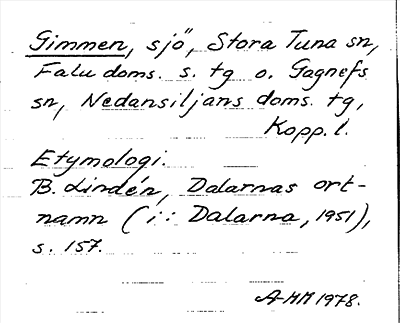 Gimmen, sjö, Stora Tuna sn,
Falu doms. s. tg o. Gagnefs
sn, Nedansiljans doms. tg,
Kopp. l.
Etymologi.
B. Lindén, Dalarnas ort-
namn (i: Dalarna, 1951),
s. 157.
A-MM 1978.